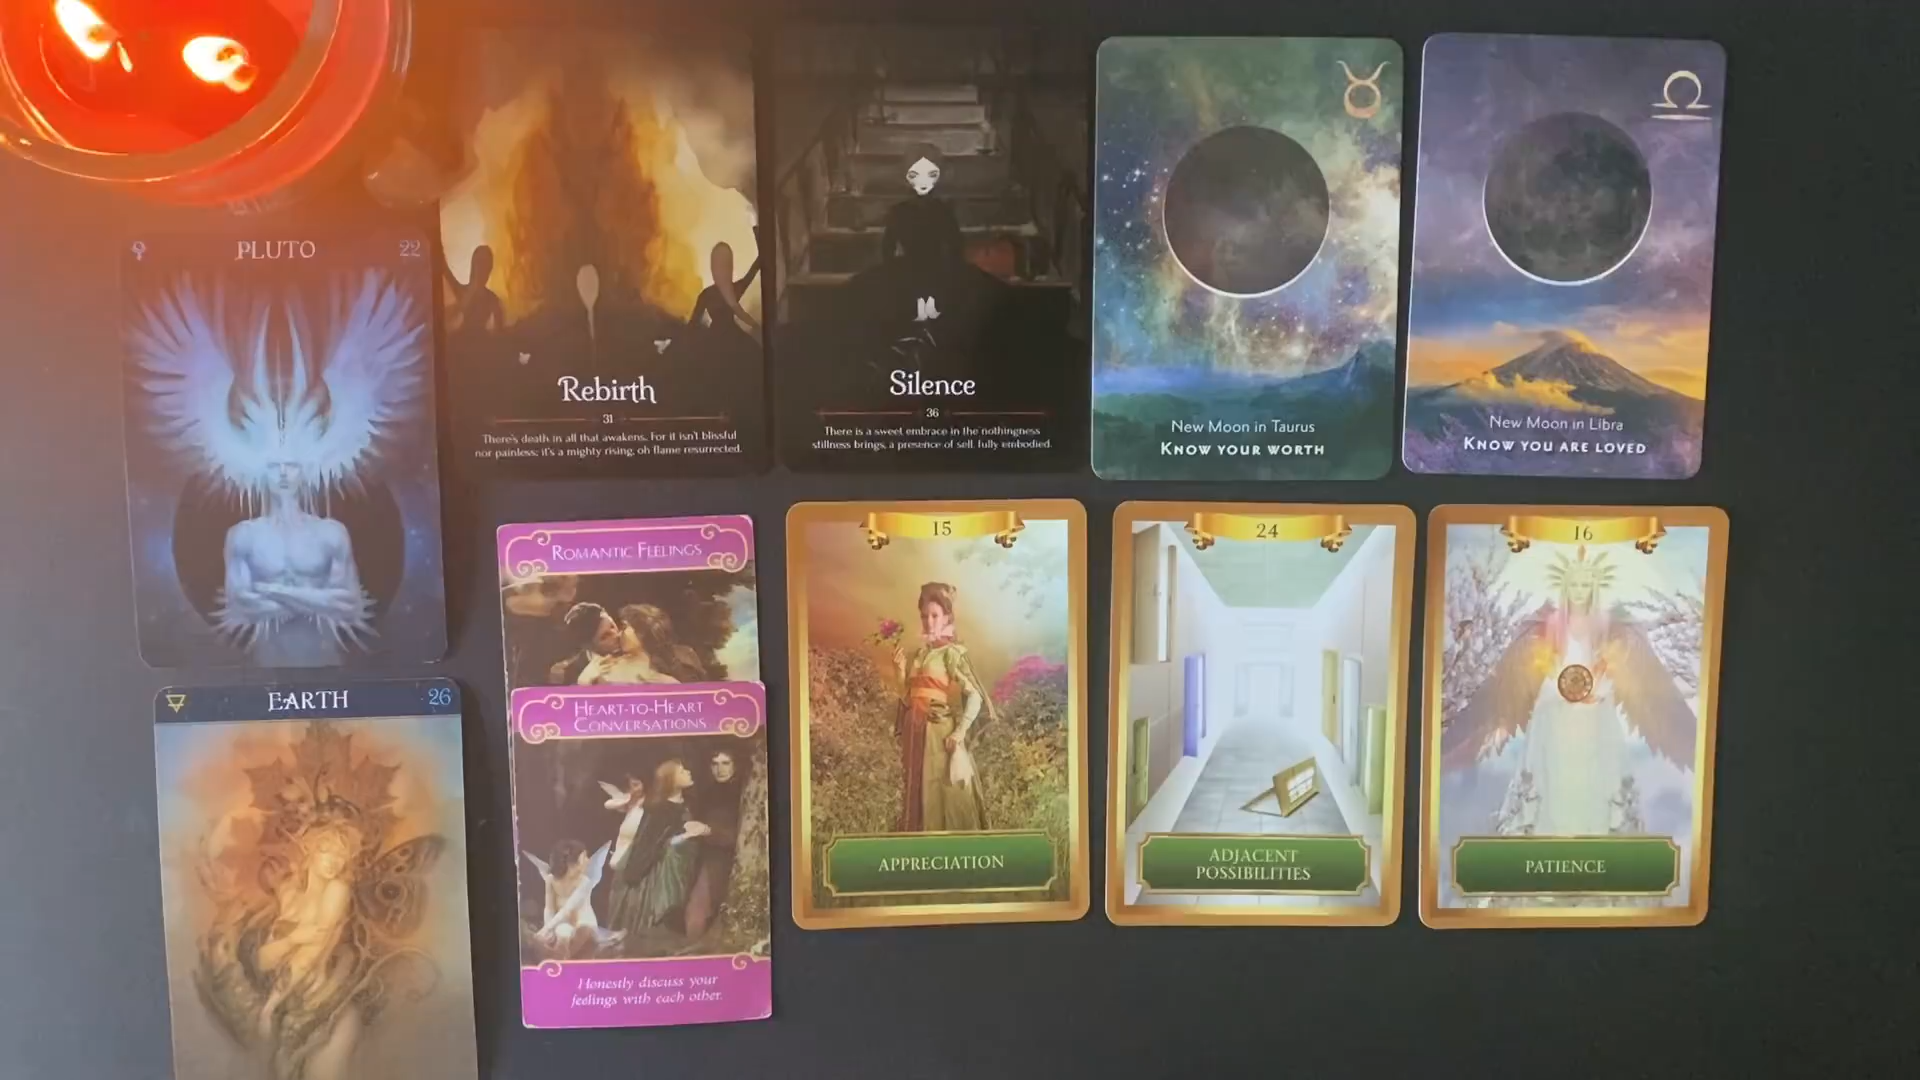 PLUTO
22
Rebirth
31
There's death in all that awakens. For it isn't blissful
nor painless; it's a mighty rising, oh flame resurrected.
Silence
36
There is a sweet embrace in the nothingness
stillness brings, a presence of self, fully embodied.
New Moon in Taurus
KNOW YOUR WORTH
New Moon in Libra
KNOW YOU ARE LOVED
EARTH
26
ROMANTIC FEELINGS
HEART-TO-HEART
CONVERSATIONS
Honestly discuss your
feelings with each other.
15
APPRECIATION
24
ADJACENT
POSSIBILITIES
16
PATIENCE